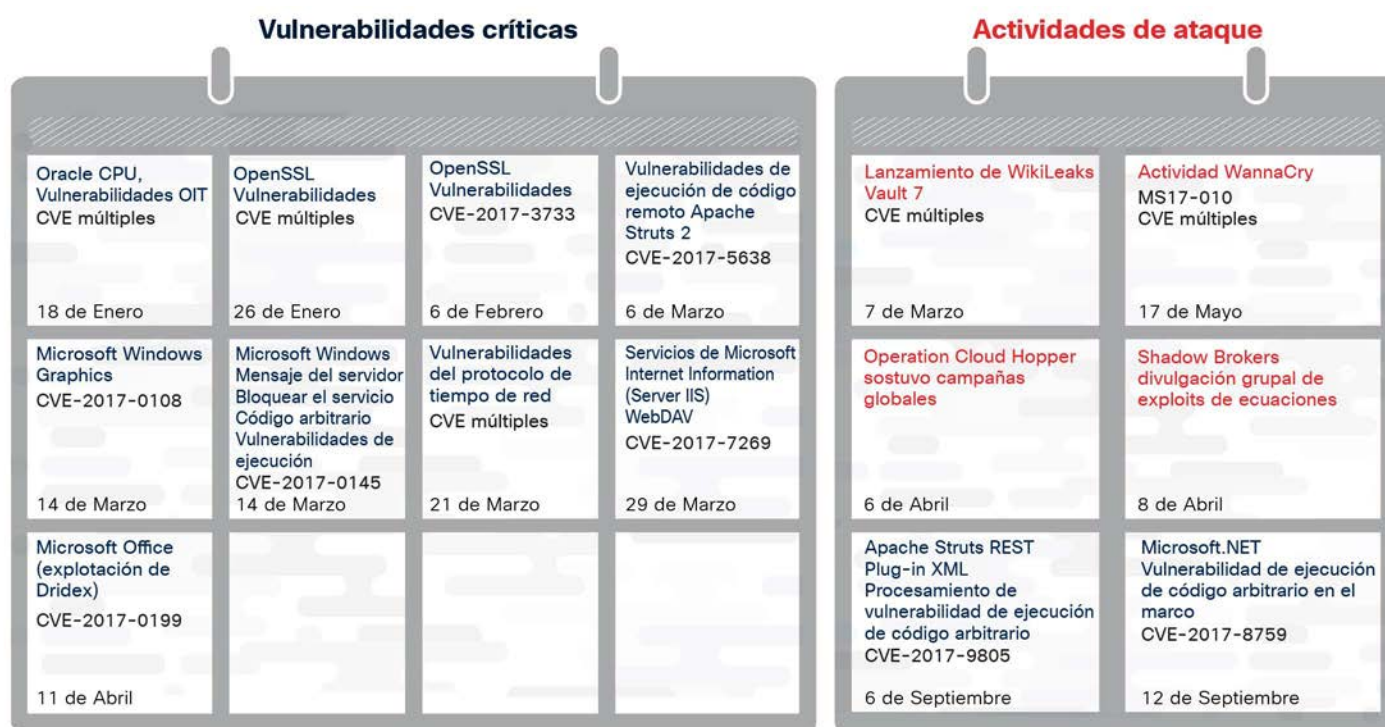 Vulnerabilidades críticas
Oracle CPU,
Vulnerabilidades OIT
CVE múltiples
18 de Enero
OpenSSL
Vulnerabilidades
CVE múltiples
26 de Enero
OpenSSL
Vulnerabilidades
CVE-2017-3733
6 de Febrero
Vulnerabilidades de
ejecución de código
remoto Apache
Struts 2
CVE-2017-5638
6 de Marzo
Microsoft Windows
Graphics
CVE-2017-0108
14 de Marzo
Microsoft Windows
Mensaje del servidor
Bloquear el servicio
Código arbitrario
Vulnerabilidades de
ejecución
CVE-2017-0145
14 de Marzo
Vulnerabilidades
del protocolo de
tiempo de red
CVE múltiples
21 de Marzo
Servicios de Microsoft
Internet Information
(Server IIS)
WebDAV
CVE-2017-7269
29 de Marzo
Microsoft Office
(explotación de
Dridex)
CVE-2017-0199
11 de Abril
Actividades de ataque
Lanzamiento de WikiLeaks
Vault 7
CVE múltiples
7 de Marzo
Actividad WannaCry
MS17-010
CVE múltiples
17 de Mayo
Operation Cloud Hopper
sostuvo campañas
globales
6 de Abril
Shadow Brokers
divulgación grupal de
exploits de ecuaciones
8 de Abril
Apache Struts REST
Plug-in XML
Procesamiento de
vulnerabilidad de ejecución
de código arbitrario
CVE-2017-9805
6 de Septiembre
Microsoft.NET
Vulnerabilidad de ejecución
de código arbitrario en el
marco
CVE-2017-8759
12 de Septiembre